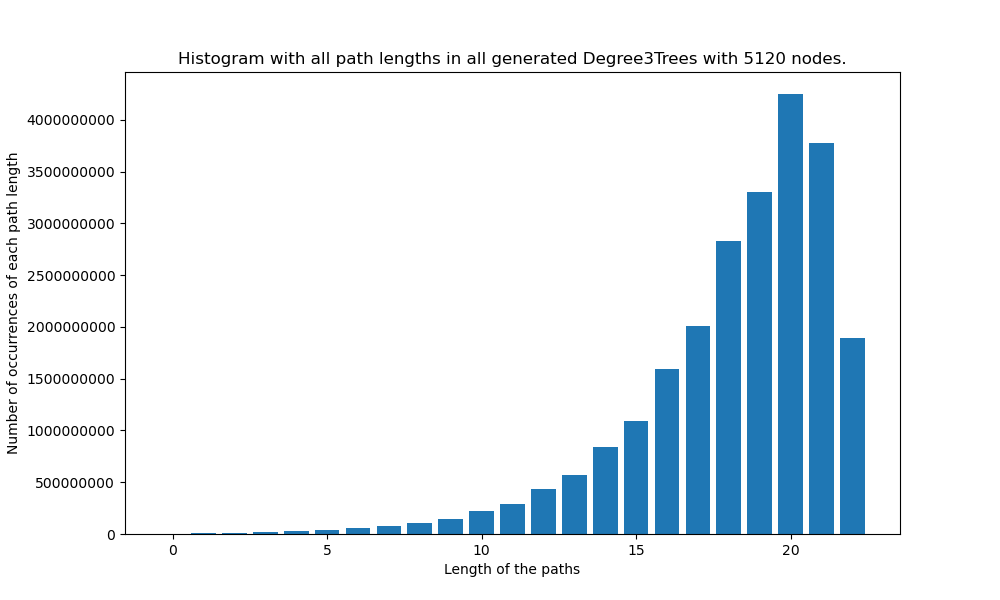 Histogram with all path lengths in all generated Degree3Trees with 5120 nodes.
Number of occurrences of each path length
4000000000
3500000000
3000000000
2500000000
2000000000
1500000000
1000000000
500000000
0
0 5 10 15 20
Length of the paths